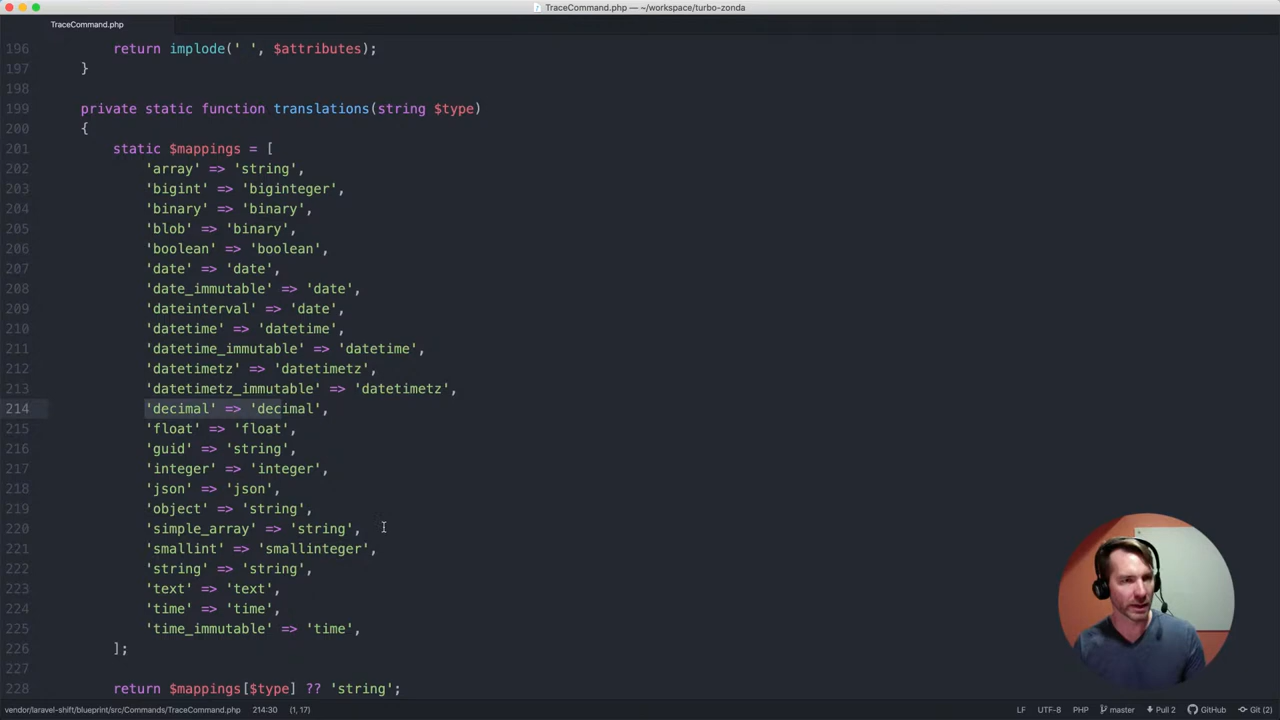 TraceCommand.php — ~/workspace/turbo-zonda
TraceCommand.php
196 return implode(' ', $attributes);
197 }
198
199 private static function translations(string $type)
200 {
201 static $mappings = [
202 'array' => 'string',
203 'bigint' => 'biginteger',
204 'binary' => 'binary',
205 'blob' => 'binary',
206 'boolean' => 'boolean',
207 'date' => 'date',
208 'date_immutable' => 'date',
209 'dateinterval' => 'date',
210 'datetime' => 'datetime',
211 'datetime_immutable' => 'datetime',
212 'datetimetz' => 'datetimetz',
213 'datetimetz_immutable' => 'datetimetz',
214 'decimal' => 'decimal',
215 'float' => 'float',
216 'guid' => 'string',
217 'integer' => 'integer',
218 'json' => 'json',
219 'object' => 'string',
220 'simple_array' => 'string',
221 'smallint' => 'smallinteger',
222 'string' => 'string',
223 'text' => 'text',
224 'time' => 'time',
225 'time_immutable' => 'time',
226 ];
227
228 return $mappings[$type] ?? 'string';
vendor/laravel-shift/blueprint/src/Commands/TraceCommand.php 214:30 (1, 17) LF UTF-8 PHP master Pull 2 GitHub Git (2)